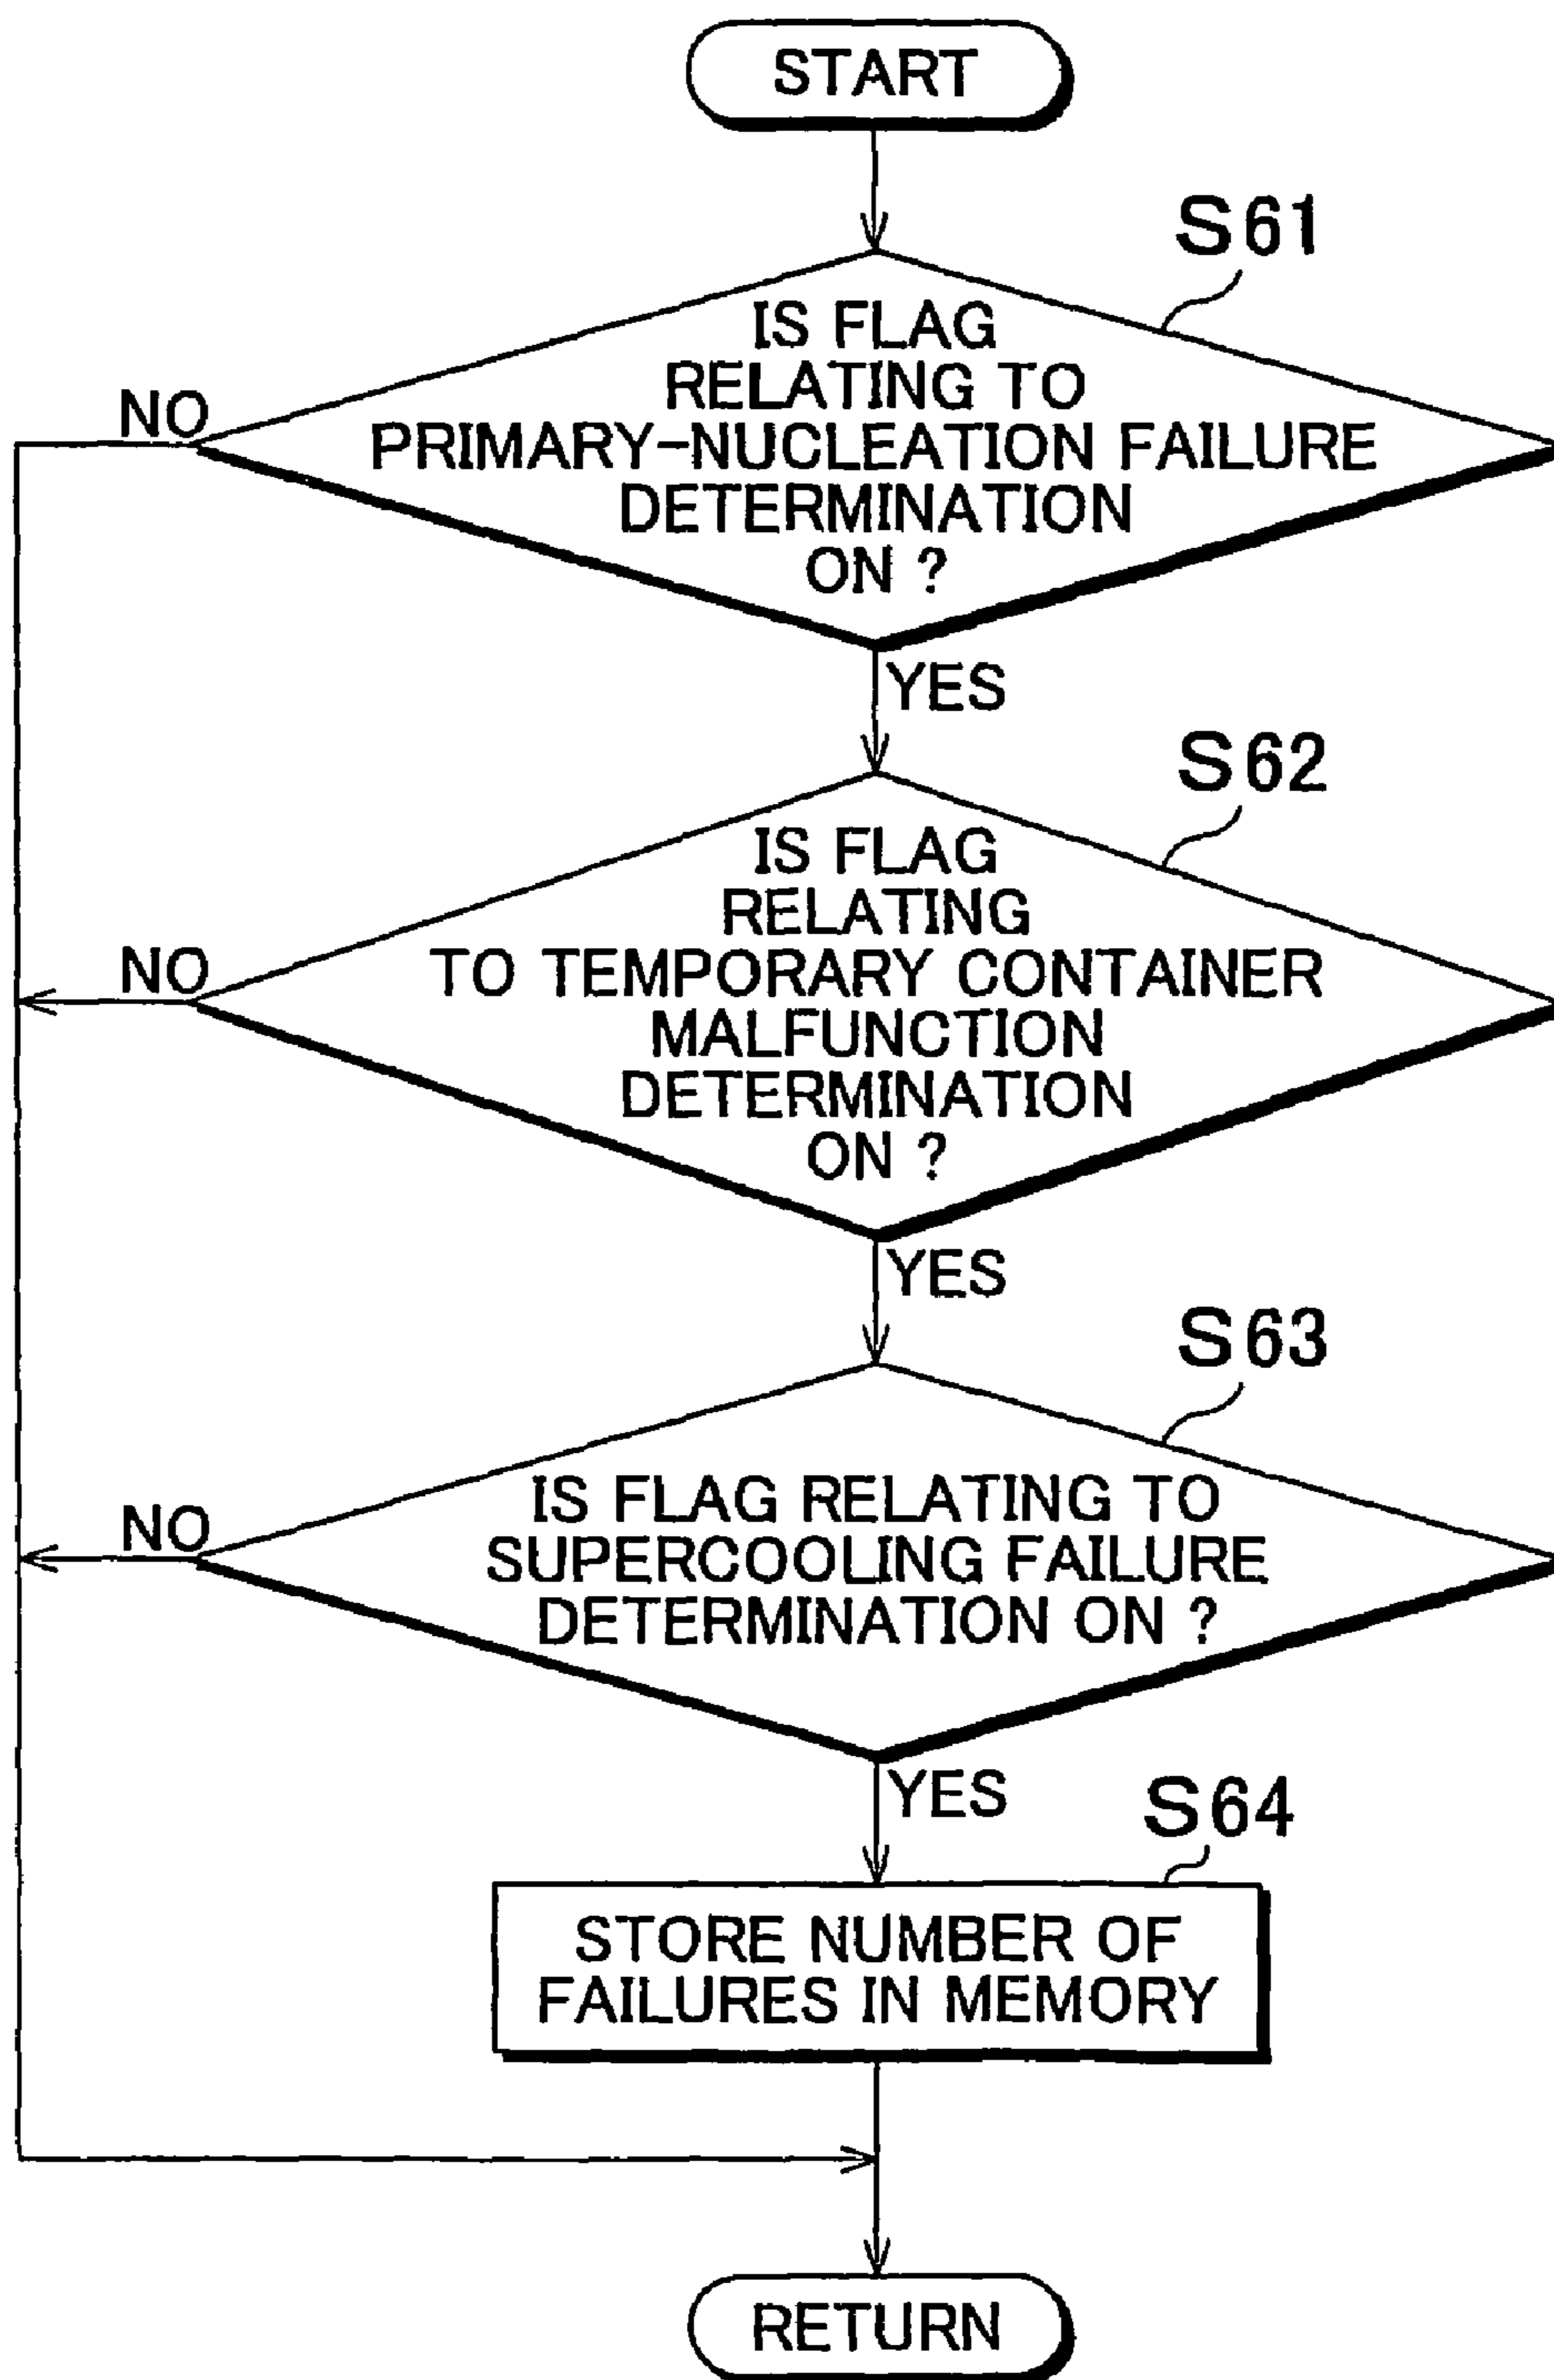 START
S61
IS FLAG
RELATING TO
PRIMARY-NUCLEATION FAILURE
DETERMINATION
ON ?
NO
YES
S62
IS FLAG
RELATING
TO TEMPORARY CONTAINER
MALFUNCTION
DETERMINATION
ON ?
NO
YES
S63
IS FLAG RELATING TO
SUPERCOOLING FAILURE
DETERMINATION ON ?
NO
YES
S64
STORE NUMBER OF
FAILURES IN MEMORY
RETURN